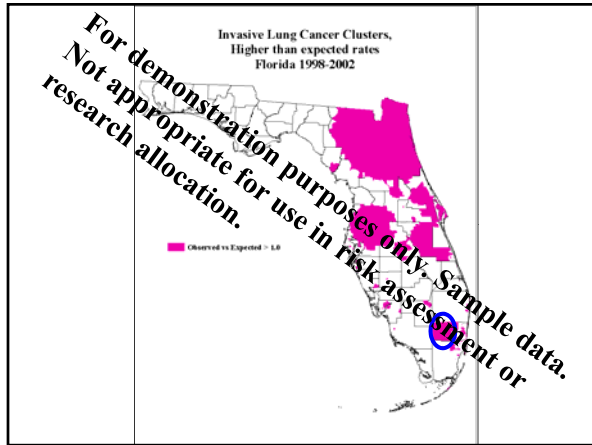 Invasive Lung Cancer Clusters,
Higher than expected rates
Florida 1998-2002
For demonstration purposes only. Sample data.
Not appropriate for use in risk assessment or
research allocation.
Observed vs Expected > 1.0